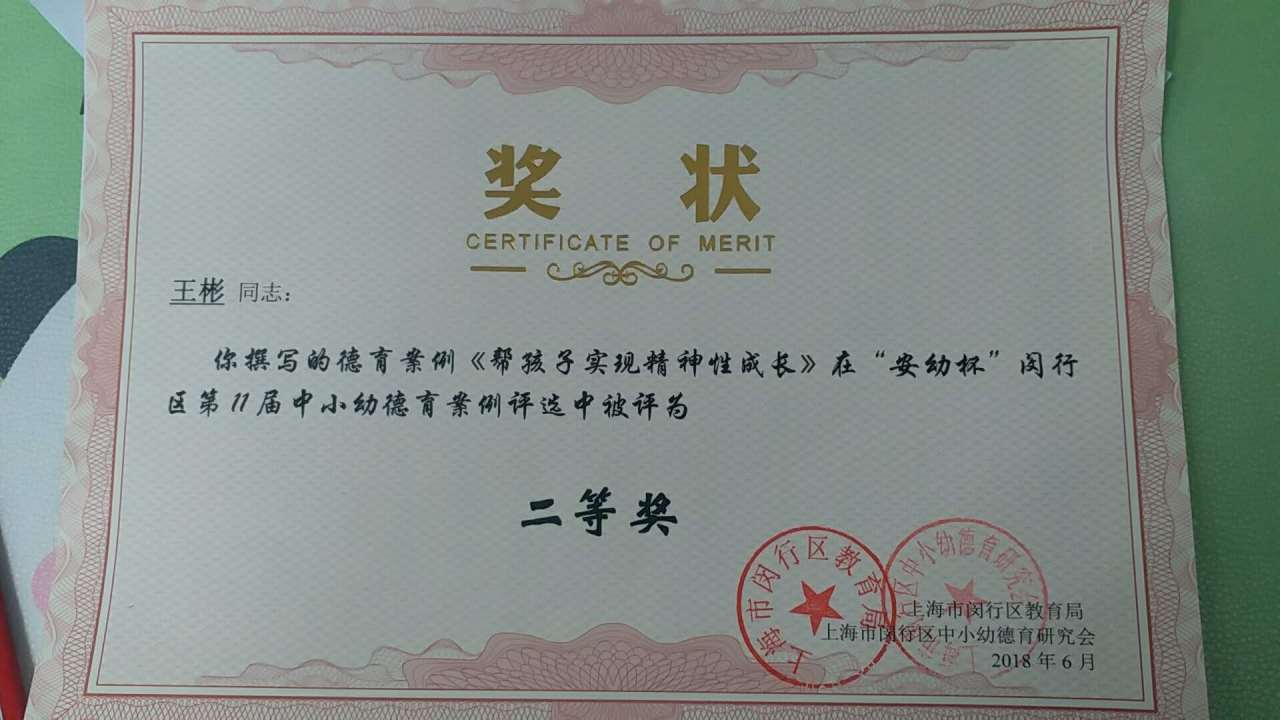 奖 状
CERTIFICATE OF MERIT
王彬 同志：
你撰写的德育案例《帮孩子实现精神性成长》在“安幼杯”闵行
区第11届中小幼德育案例评选中被评为
二等奖
上海市闵行区教育局
上海市闵行区中小幼德育研究会
2018年6月
上海市闵行区教育局
闵行区中小幼德育研究会